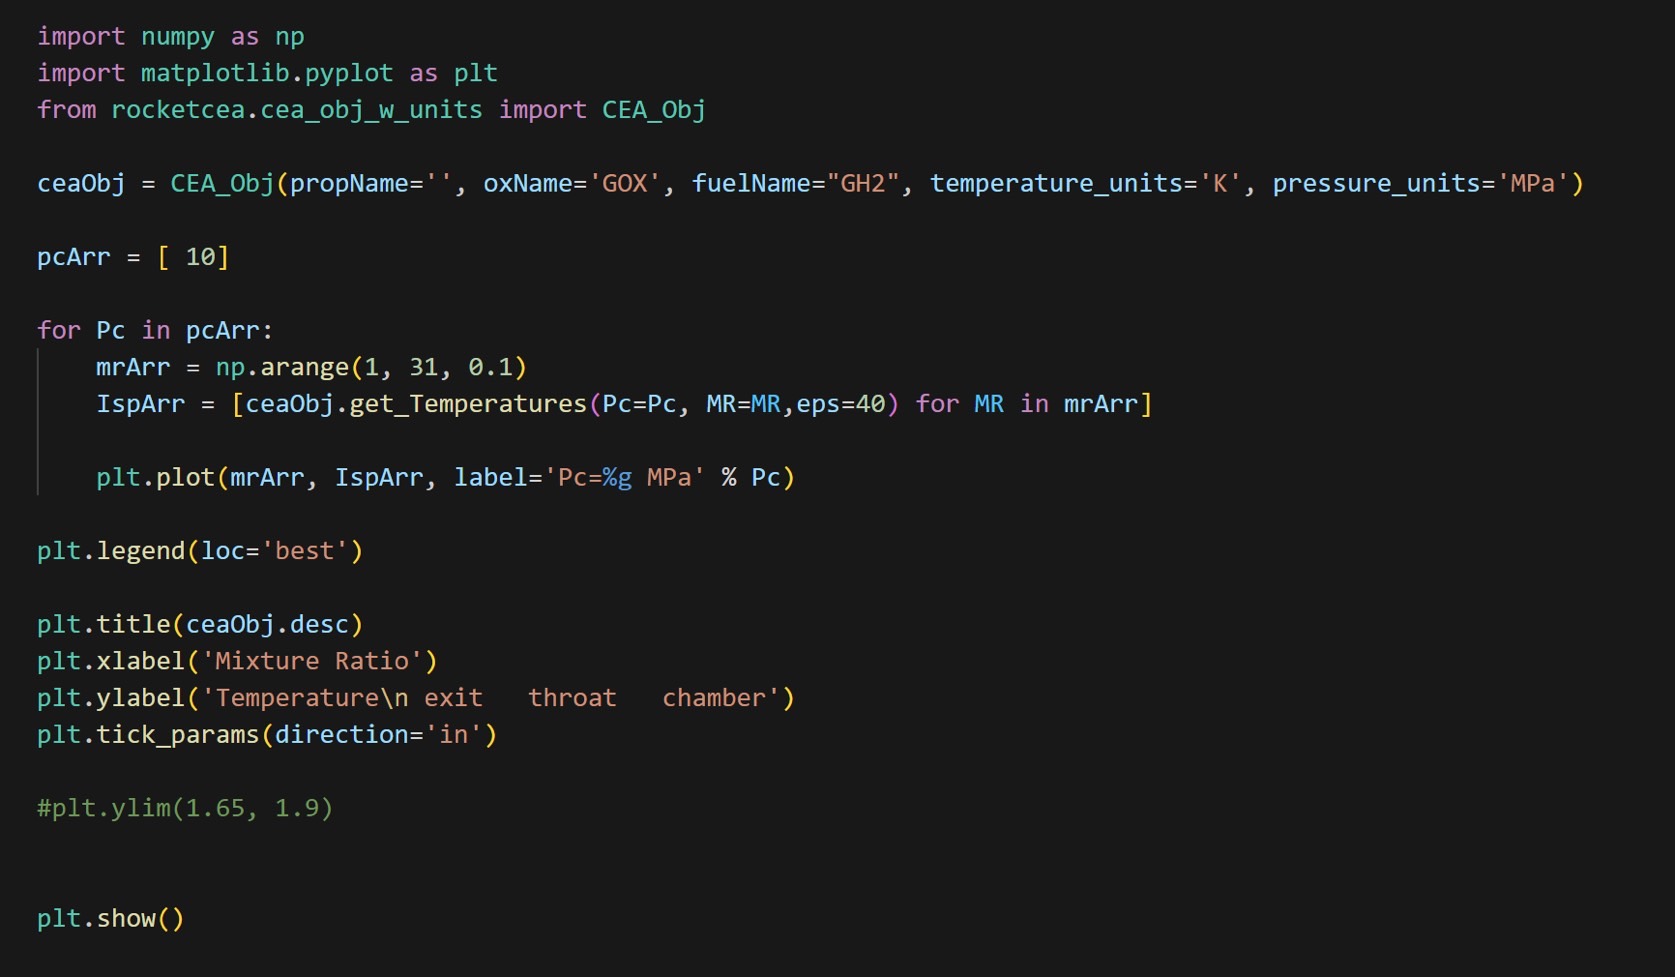 import numpy as np
import matplotlib.pyplot as plt
from rocketcea.cea_obj_w_units import CEA_Obj
ceaObj = CEA_Obj(propName='', oxName='GOX', fuelName="GH2", temperature_units='K', pressure_units='MPa')
pcArr = [ 10]
for Pc in pcArr:
    mrArr = np.arange(1, 31, 0.1)
    IspArr = [ceaObj.get_Temperatures(Pc=Pc, MR=MR,eps=40) for MR in mrArr]
    plt.plot(mrArr, IspArr, label='Pc=%g MPa' % Pc)
plt.legend(loc='best')
plt.title(ceaObj.desc)
plt.xlabel('Mixture Ratio')
plt.ylabel('Temperature\n exit   throat   chamber')
plt.tick_params(direction='in')
#plt.ylim(1.65, 1.9)
plt.show()